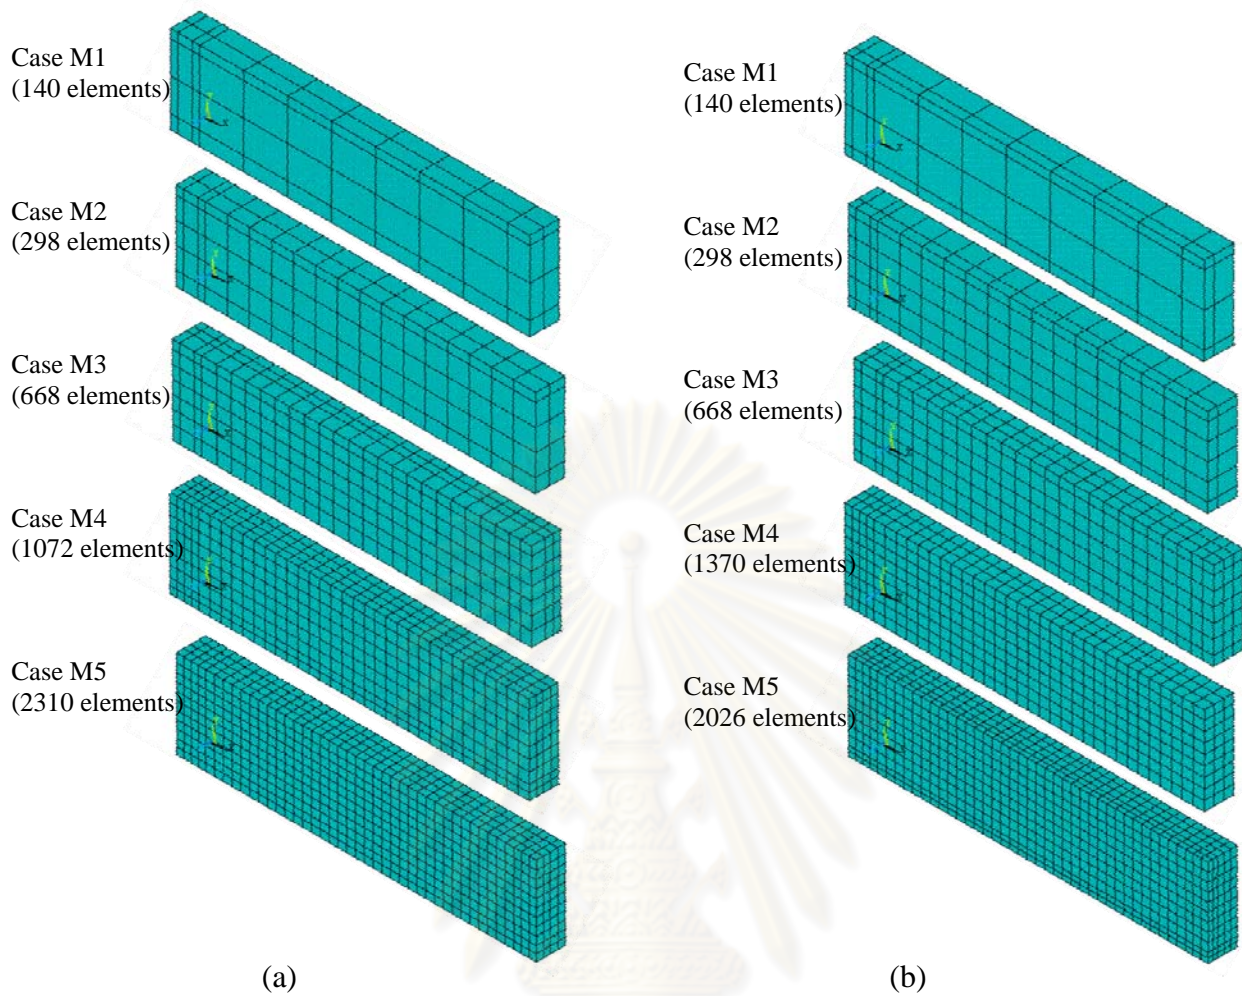 Case M1
(140 elements)
Case M2
(298 elements)
Case M3
(668 elements)
Case M4
(1072 elements)
Case M5
(2310 elements)
(a)
Case M1
(140 elements)
Case M2
(298 elements)
Case M3
(668 elements)
Case M4
(1370 elements)
Case M5
(2026 elements)
(b)